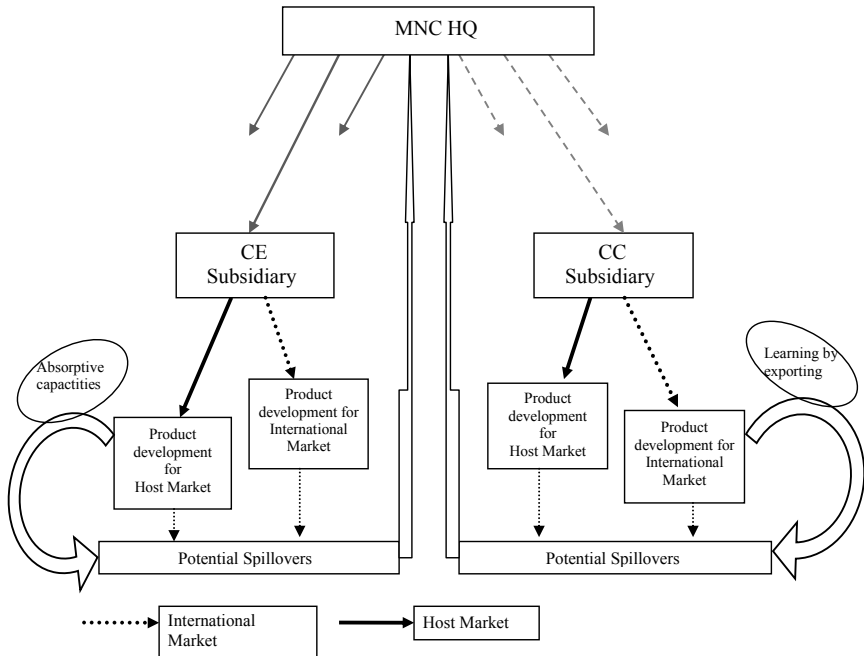 MNC HQ
CE
Subsidiary
CC
Subsidiary
Absorptive
capactities
Learning by
exporting
Product
development for
International
Market
Product
development
for
Host Market
Product
development
for
Host Market
Product
development for
International
Market
Potential Spillovers
Potential Spillovers
International
Market
Host Market